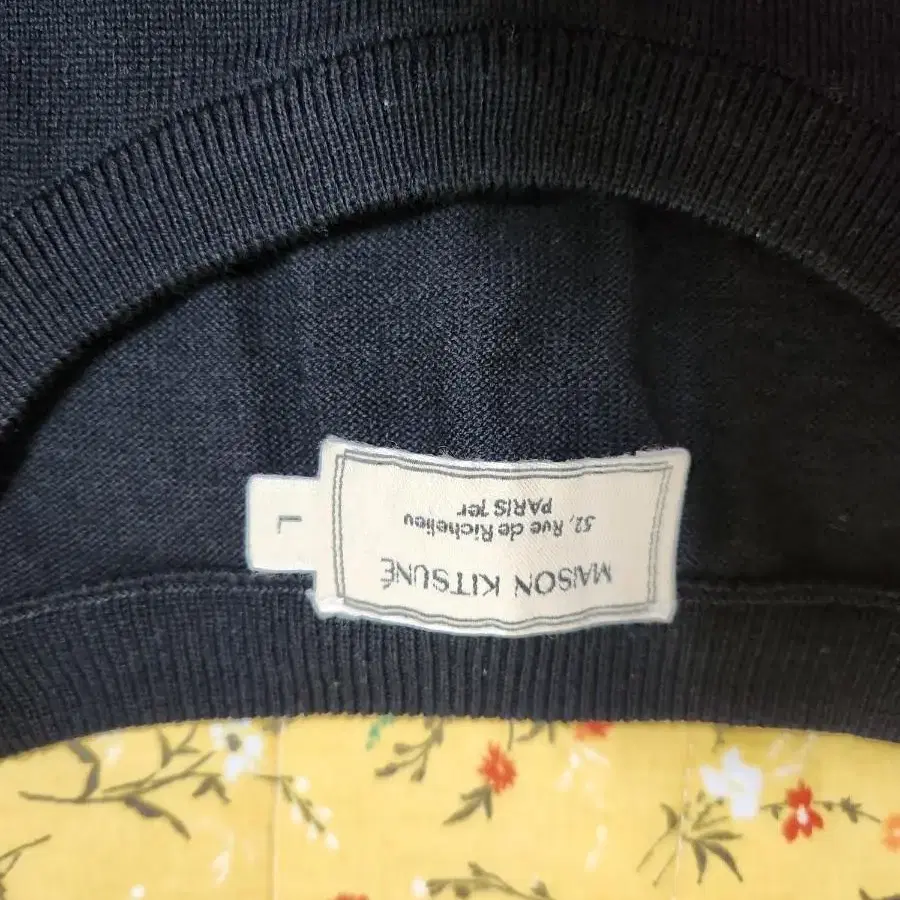 MAISON KITSUNÉ
52, Rue de Richelieu
PARIS 1er
L